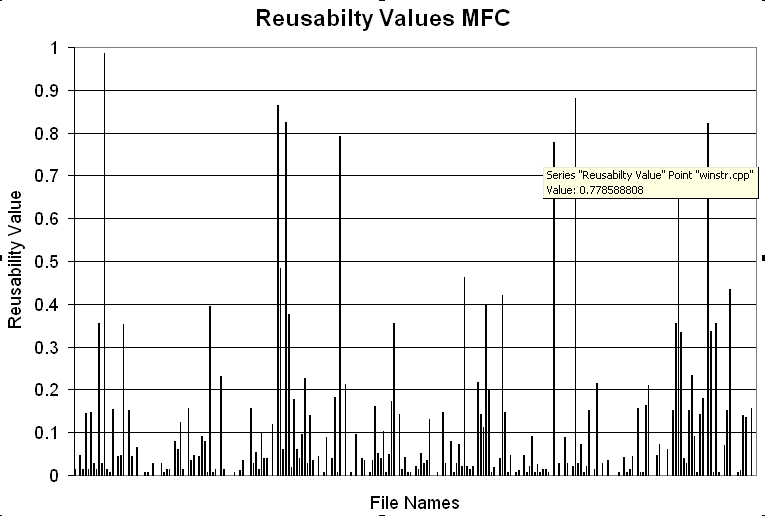 Reusabilty Values MFC
1
0.9
0.8
0.7
0.6
0.5
0.4
0.3
0.2
0.1
0
Reusability Value
Series "Reusabilty Value" Point "winstr.cpp"
Value: 0.778588808
File Names